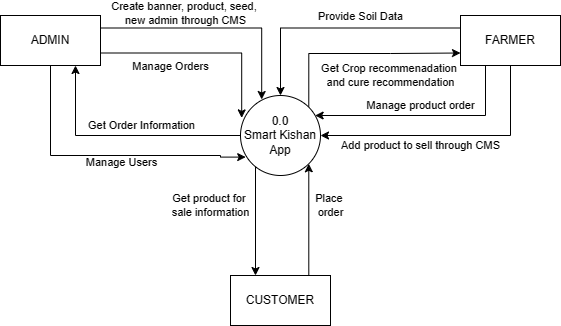 Create banner, product, seed,
new admin through CMS
Provide Soil Data
ADMIN
FARMER
Manage Orders
Get Crop recommenadation
and cure recommendation
Manage product order
0.0
Smart Kishan
App
Get Order Information
Add product to sell through CMS
Manage Users
Get product for
sale information
Place
order
CUSTOMER